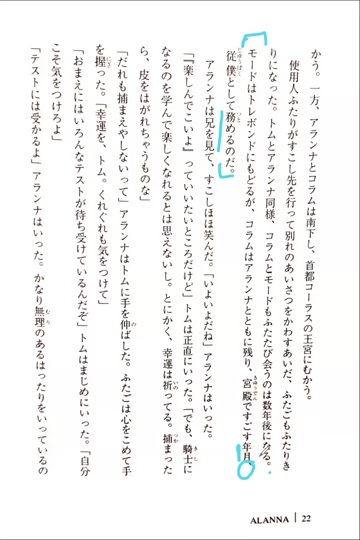 かう。一方、アランナとコラムは南下し、首都コーラスの王宮にむかう。
使用人ふたりがすこし先を行って別れのあいさつをかわすあいだ、ふたごもふたりき
りになった。トムとアランナ同様、コラムとモードもふたたび会うのは数年後になる。
モードはトレボンドにもどるが、コラムはアランナとともに残り、宮殿ですごす年月、
従僕として務めるのだ。
アランナは兄を見て、すこしほほ笑んだ。「いよいよだね」アランナはいった。
「『楽しんでこいよ』っていいたいところだけど」トムは正直にいった。「でも、騎士に
なるのを学んで楽しくなれるとは思えないし。とにかく、幸運は祈ってる。捕まった
ら、皮をはがれちゃうものな」
「だれも捕まえやしないって」アランナはトムに手を伸ばした。ふたごは心をこめて手
を握った。「幸運を、トム。くれぐれも気をつけて」
「おまえにはいろんなテストが待ち受けているんだぞ」トムはまじめにいった。「自分
こそ気をつけろよ」
「テストには受かるよ」アランナはいった。かなり無理のあるはったりをいっているの
ALANNA | 22